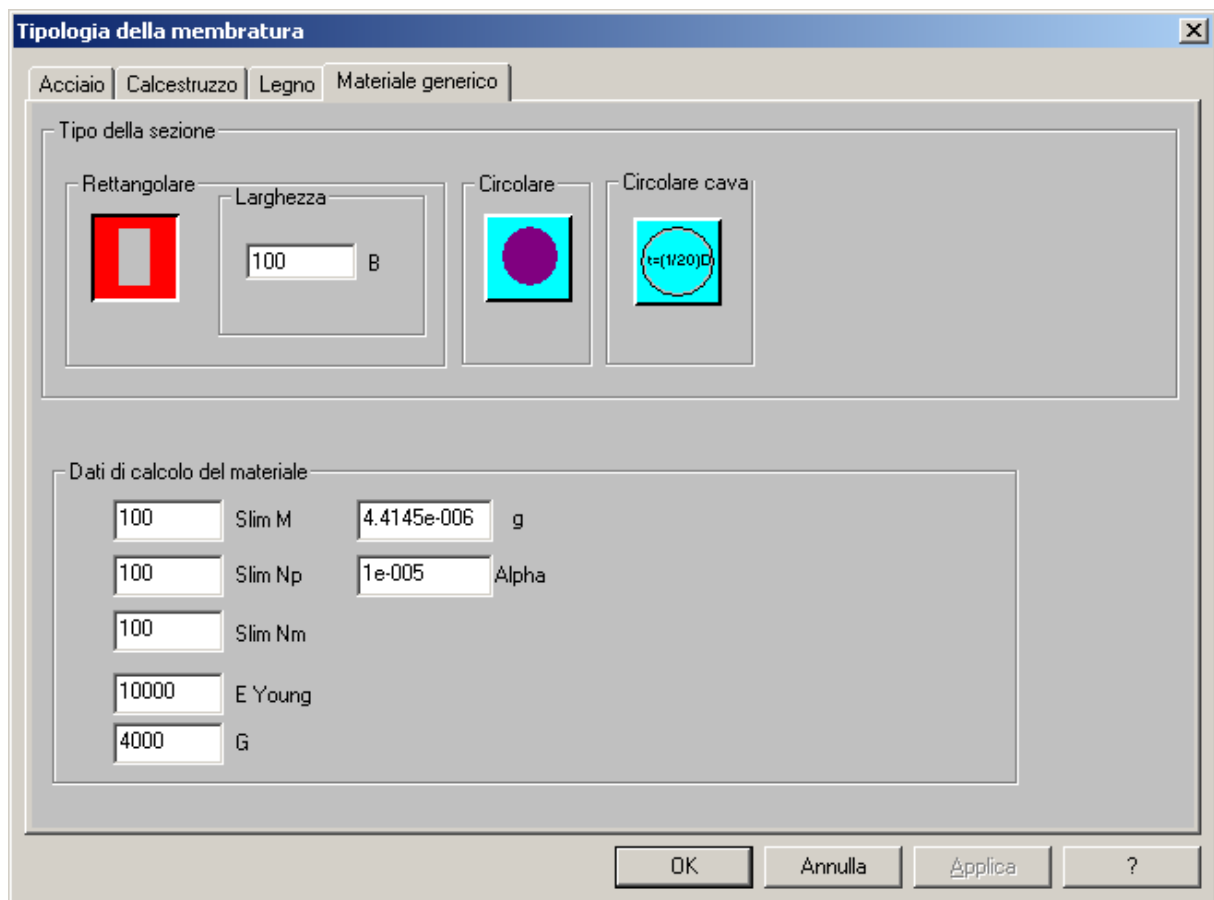 Tipologia della membratura
Acciaio Calcestruzzo Legno Materiale generico
Tipo della sezione
Rettangolare Larghezza Circolare Circolare cava
100 B t=(1/20)D
Dati di calcolo del materiale
100 Slim M 4.4145e-006 g
100 Slim Np 1e-005 Alpha
100 Slim Nm
10000 E Young
4000 G
OK Annulla Applica ?